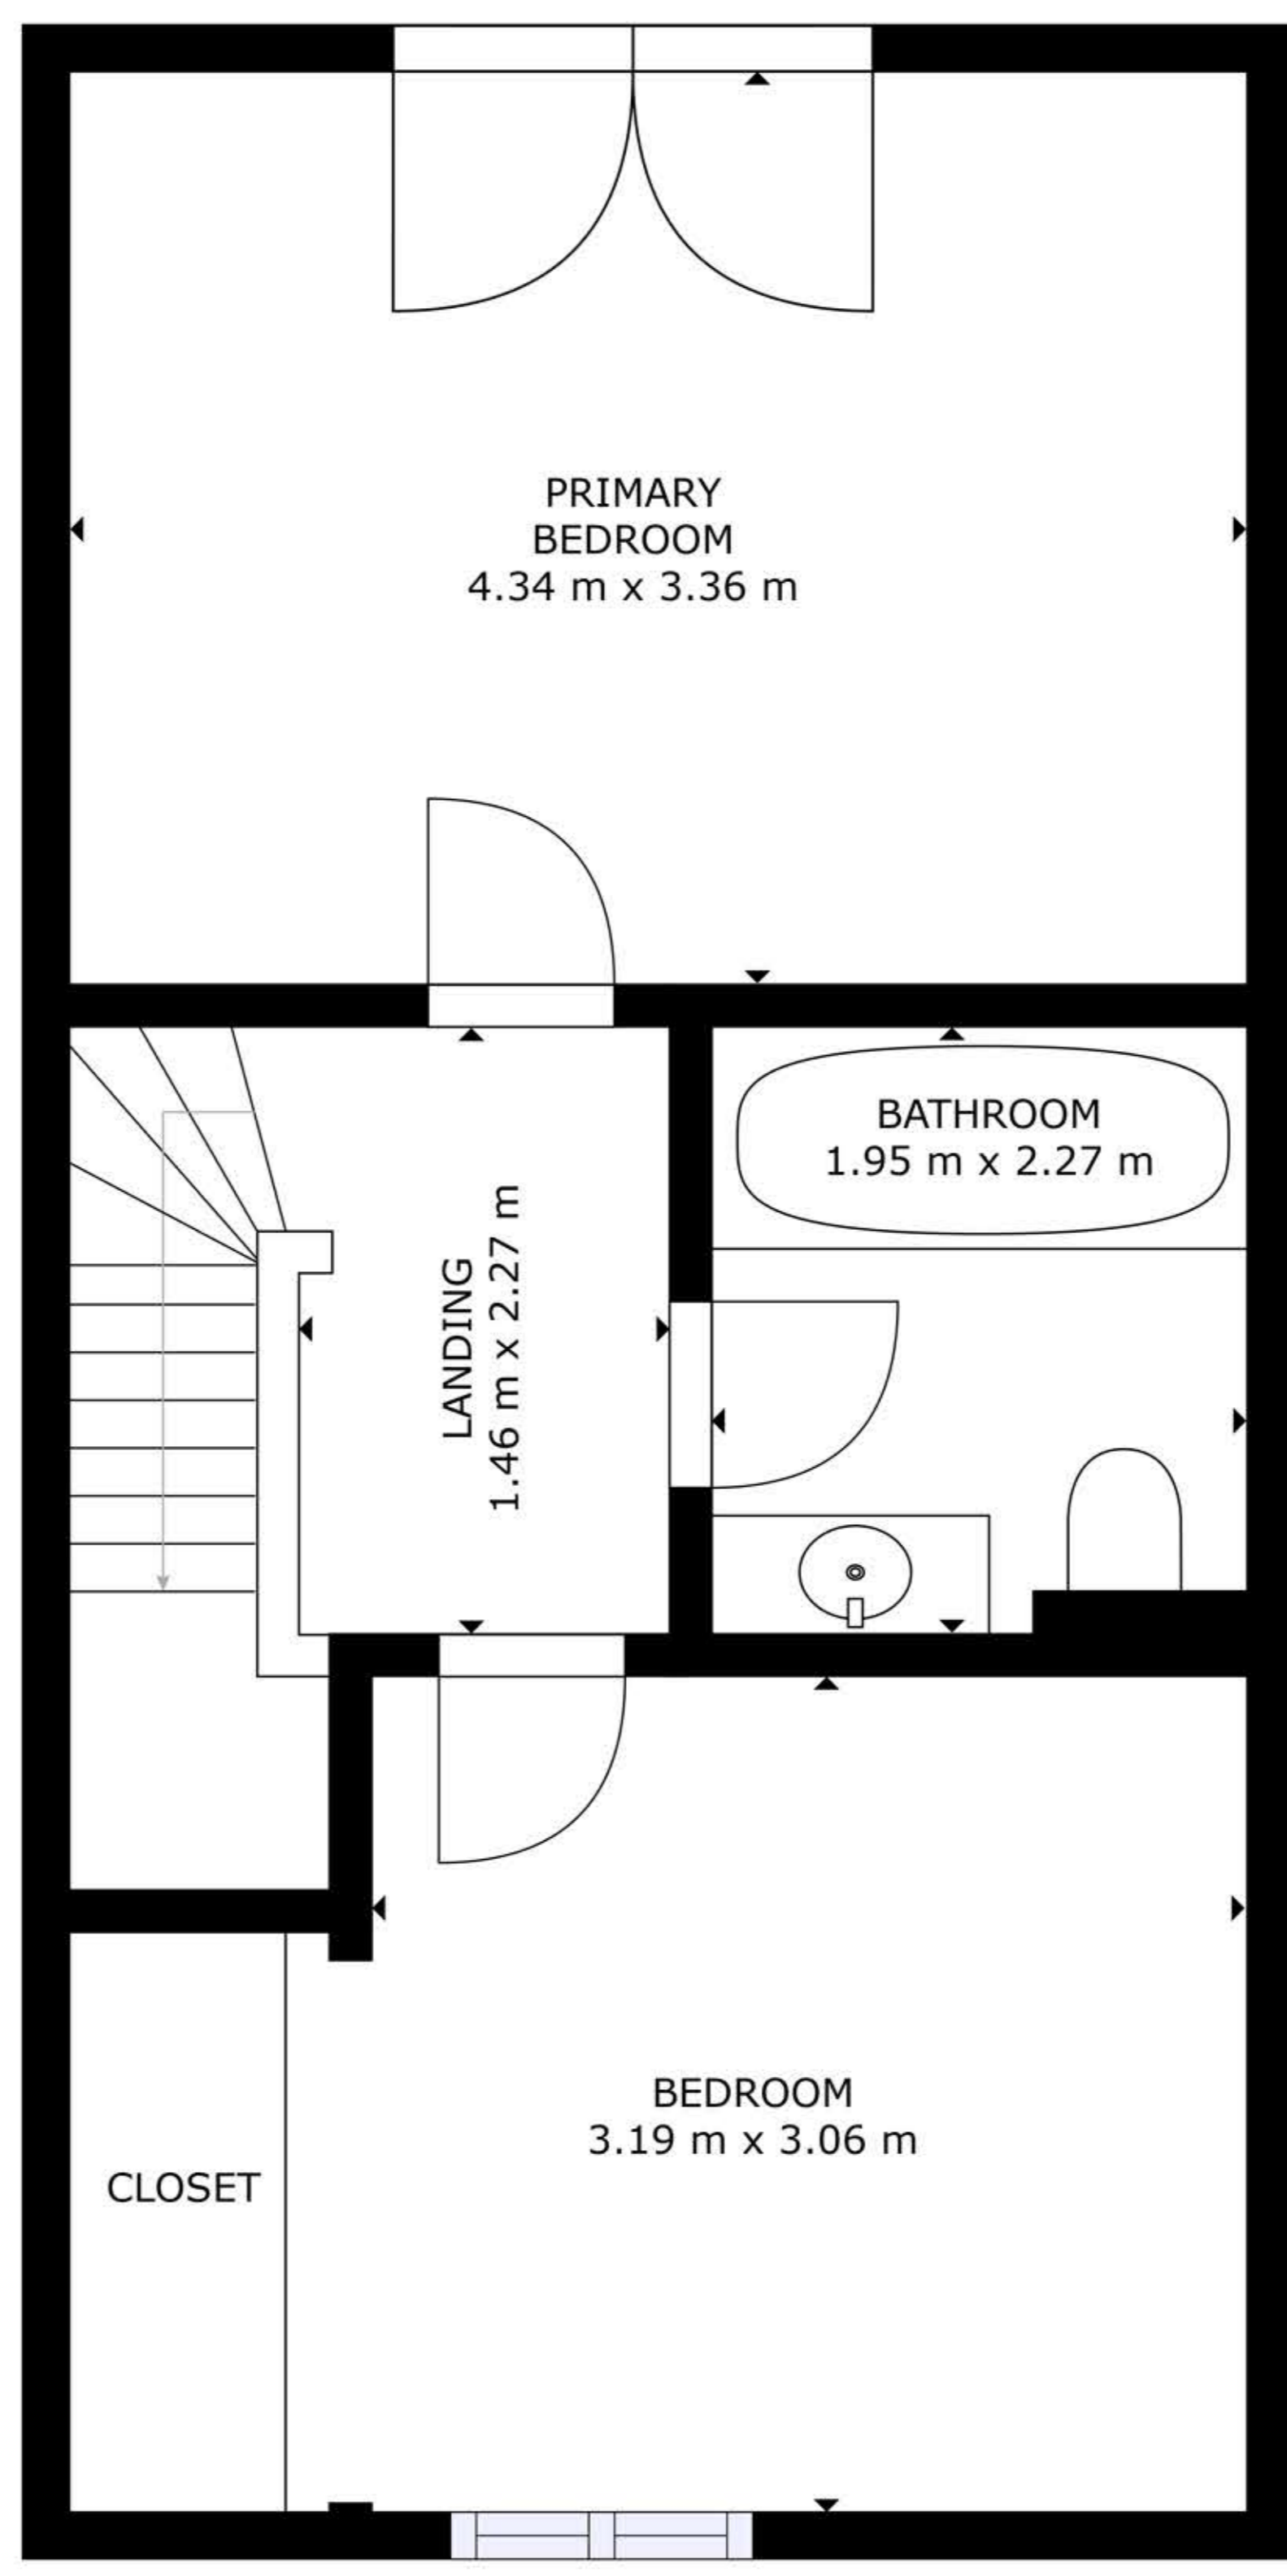 PRIMARY
BEDROOM
4.34 m x 3.36 m
BATHROOM
1.95 m x 2.27 m
LANDING
1.46 m x 2.27 m
BEDROOM
3.19 m x 3.06 m
CLOSET